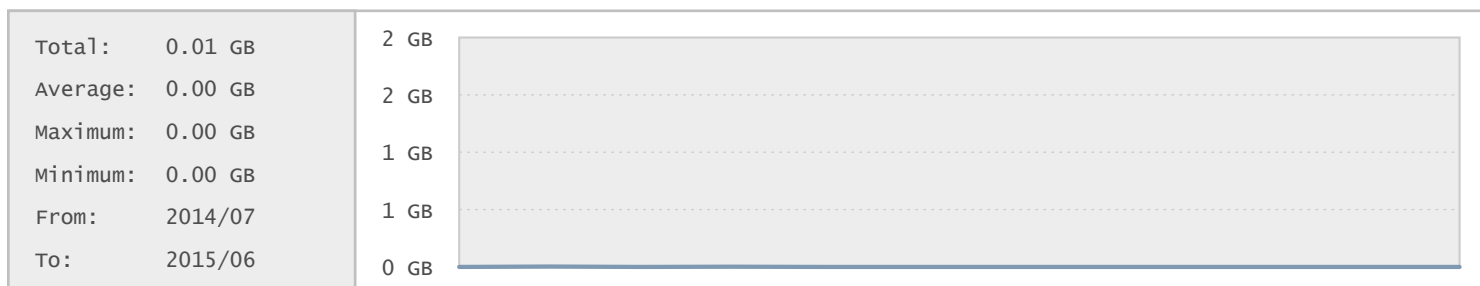 Total: 0.01 GB
Average: 0.00 GB
Maximum: 0.00 GB
Minimum: 0.00 GB
From: 2014/07
To: 2015/06
2 GB
2 GB
1 GB
1 GB
0 GB